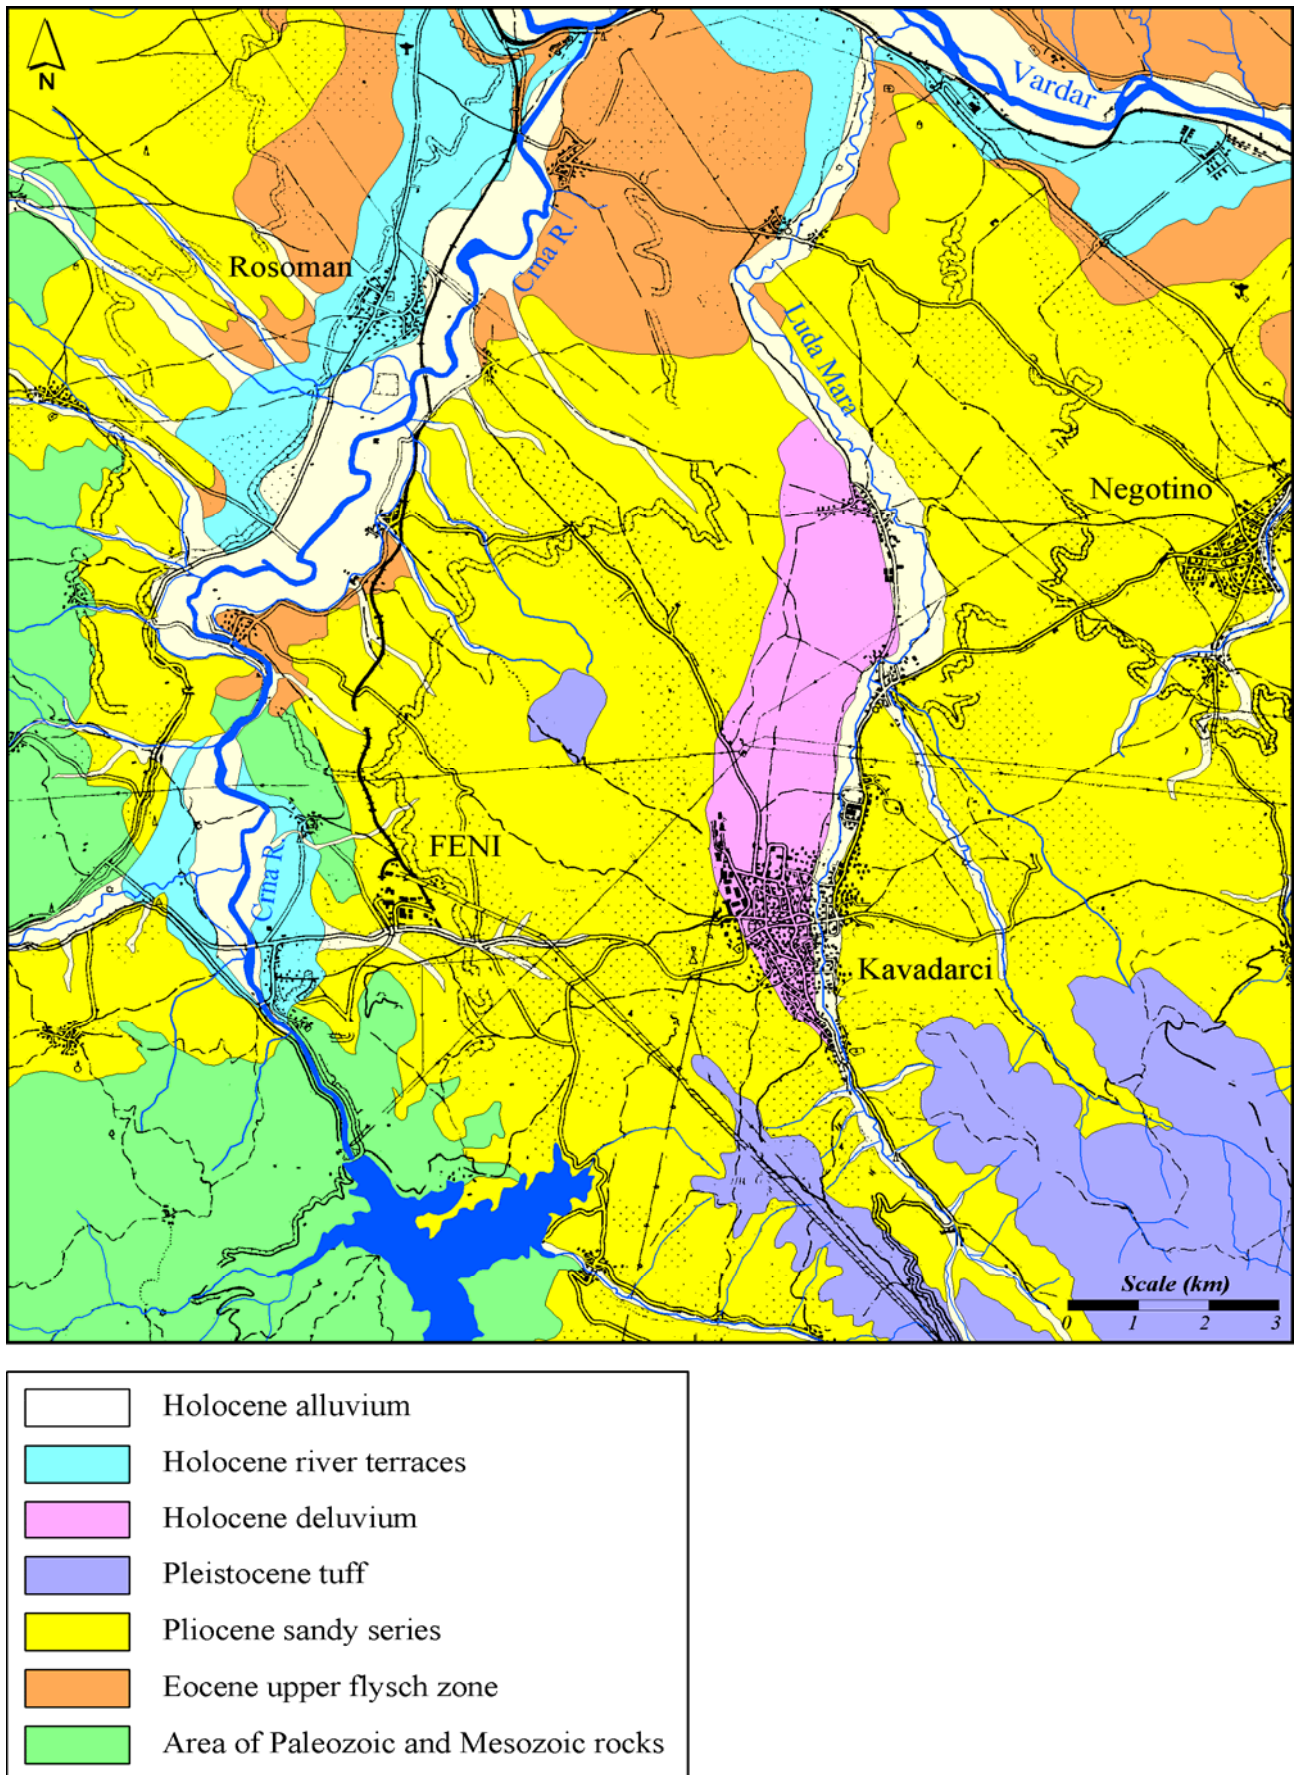 N
Vardar
Crna R.
Rosoman
Luda Mara
Negotino
FENI
Crna R.
Kavadarci
Scale (km)
0 1 2 3
Holocene alluvium
Holocene river terraces
Holocene deluvium
Pleistocene tuff
Pliocene sandy series
Eocene upper flysch zone
Area of Paleozoic and Mesozoic rocks